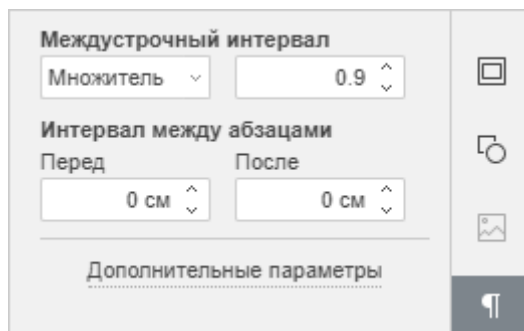 Междустрочный интервал
Множитель 0.9
Интервал между абзацами
Перед После
0 см 0 см
Дополнительные параметры
¶